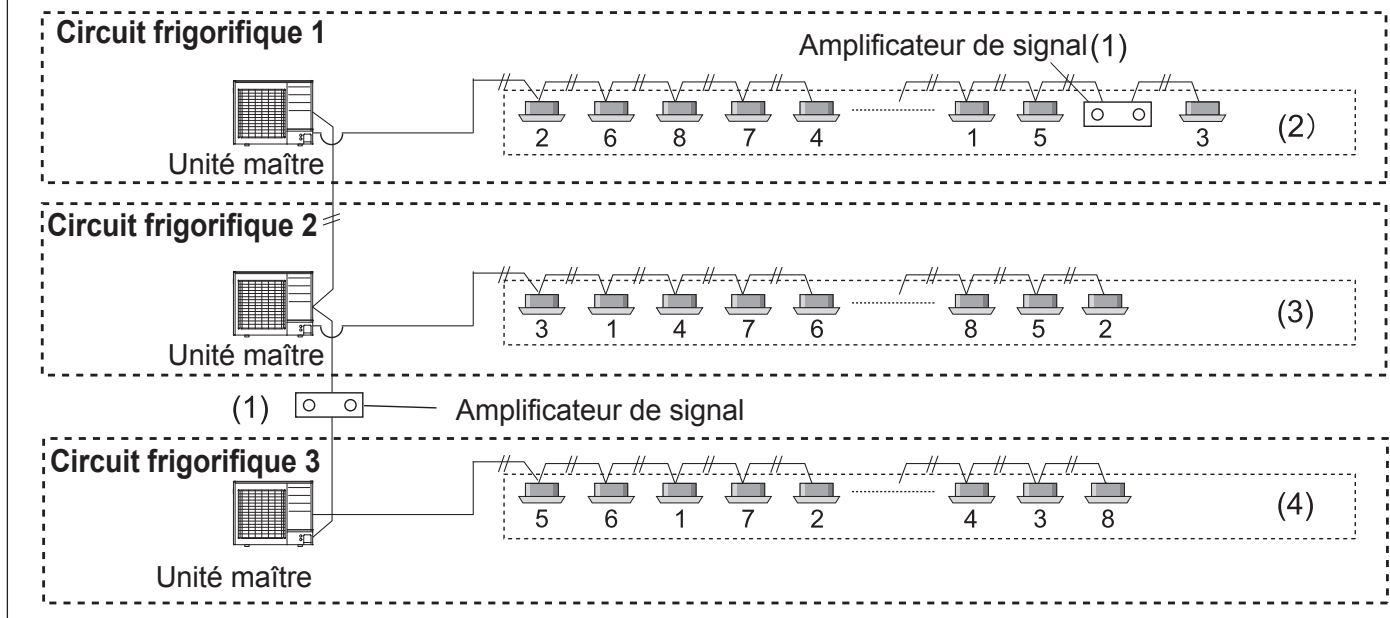 Circuit frigorifique 1
Amplificateur de signal(1)
2 6 8 7 4 1 5 3 (2)
Unité maître
Circuit frigorifique 2
3 1 4 7 6 8 5 2 (3)
Unité maître
(1) Amplificateur de signal
Circuit frigorifique 3
5 6 1 7 2 4 3 8 (4)
Unité maître